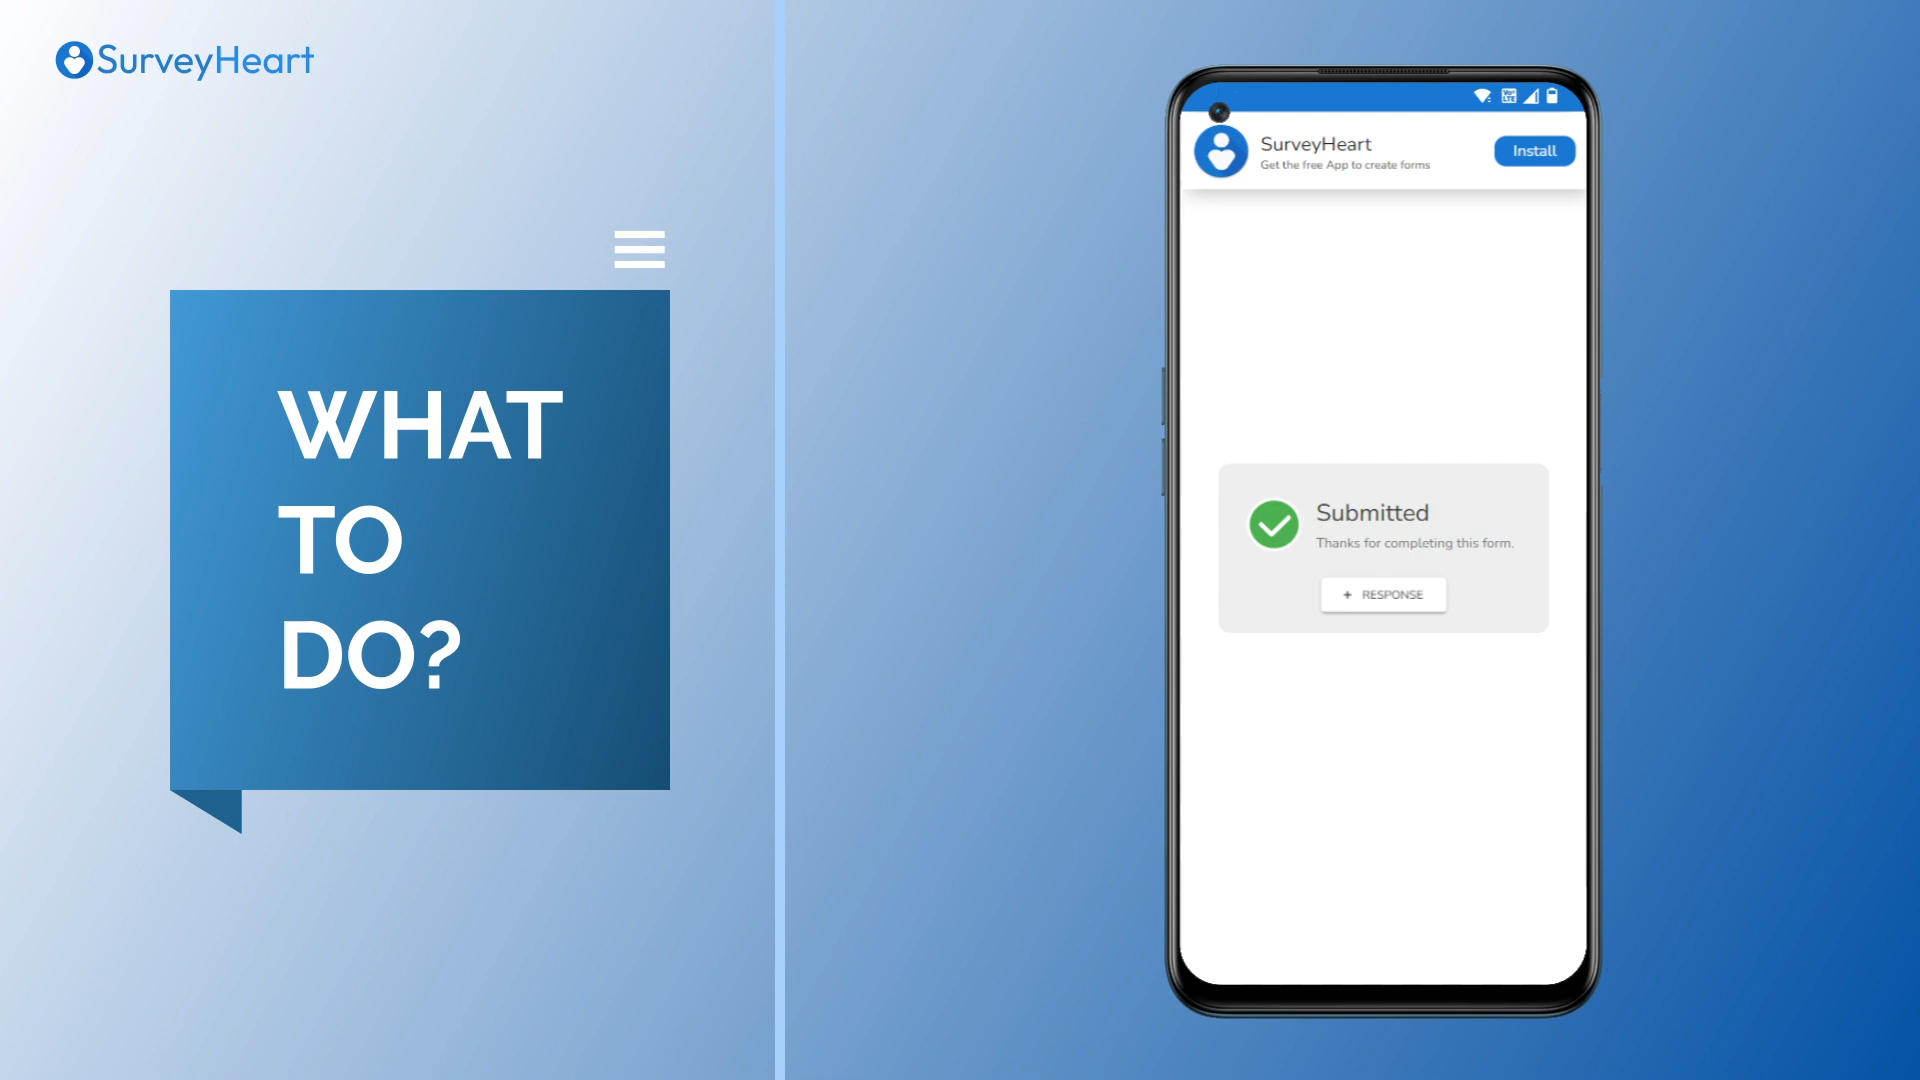 SurveyHeart
WHAT
TO
DO?
SurveyHeart
Get the free App to create forms
Install
Submitted
Thanks for completing this form.
+ RESPONSE